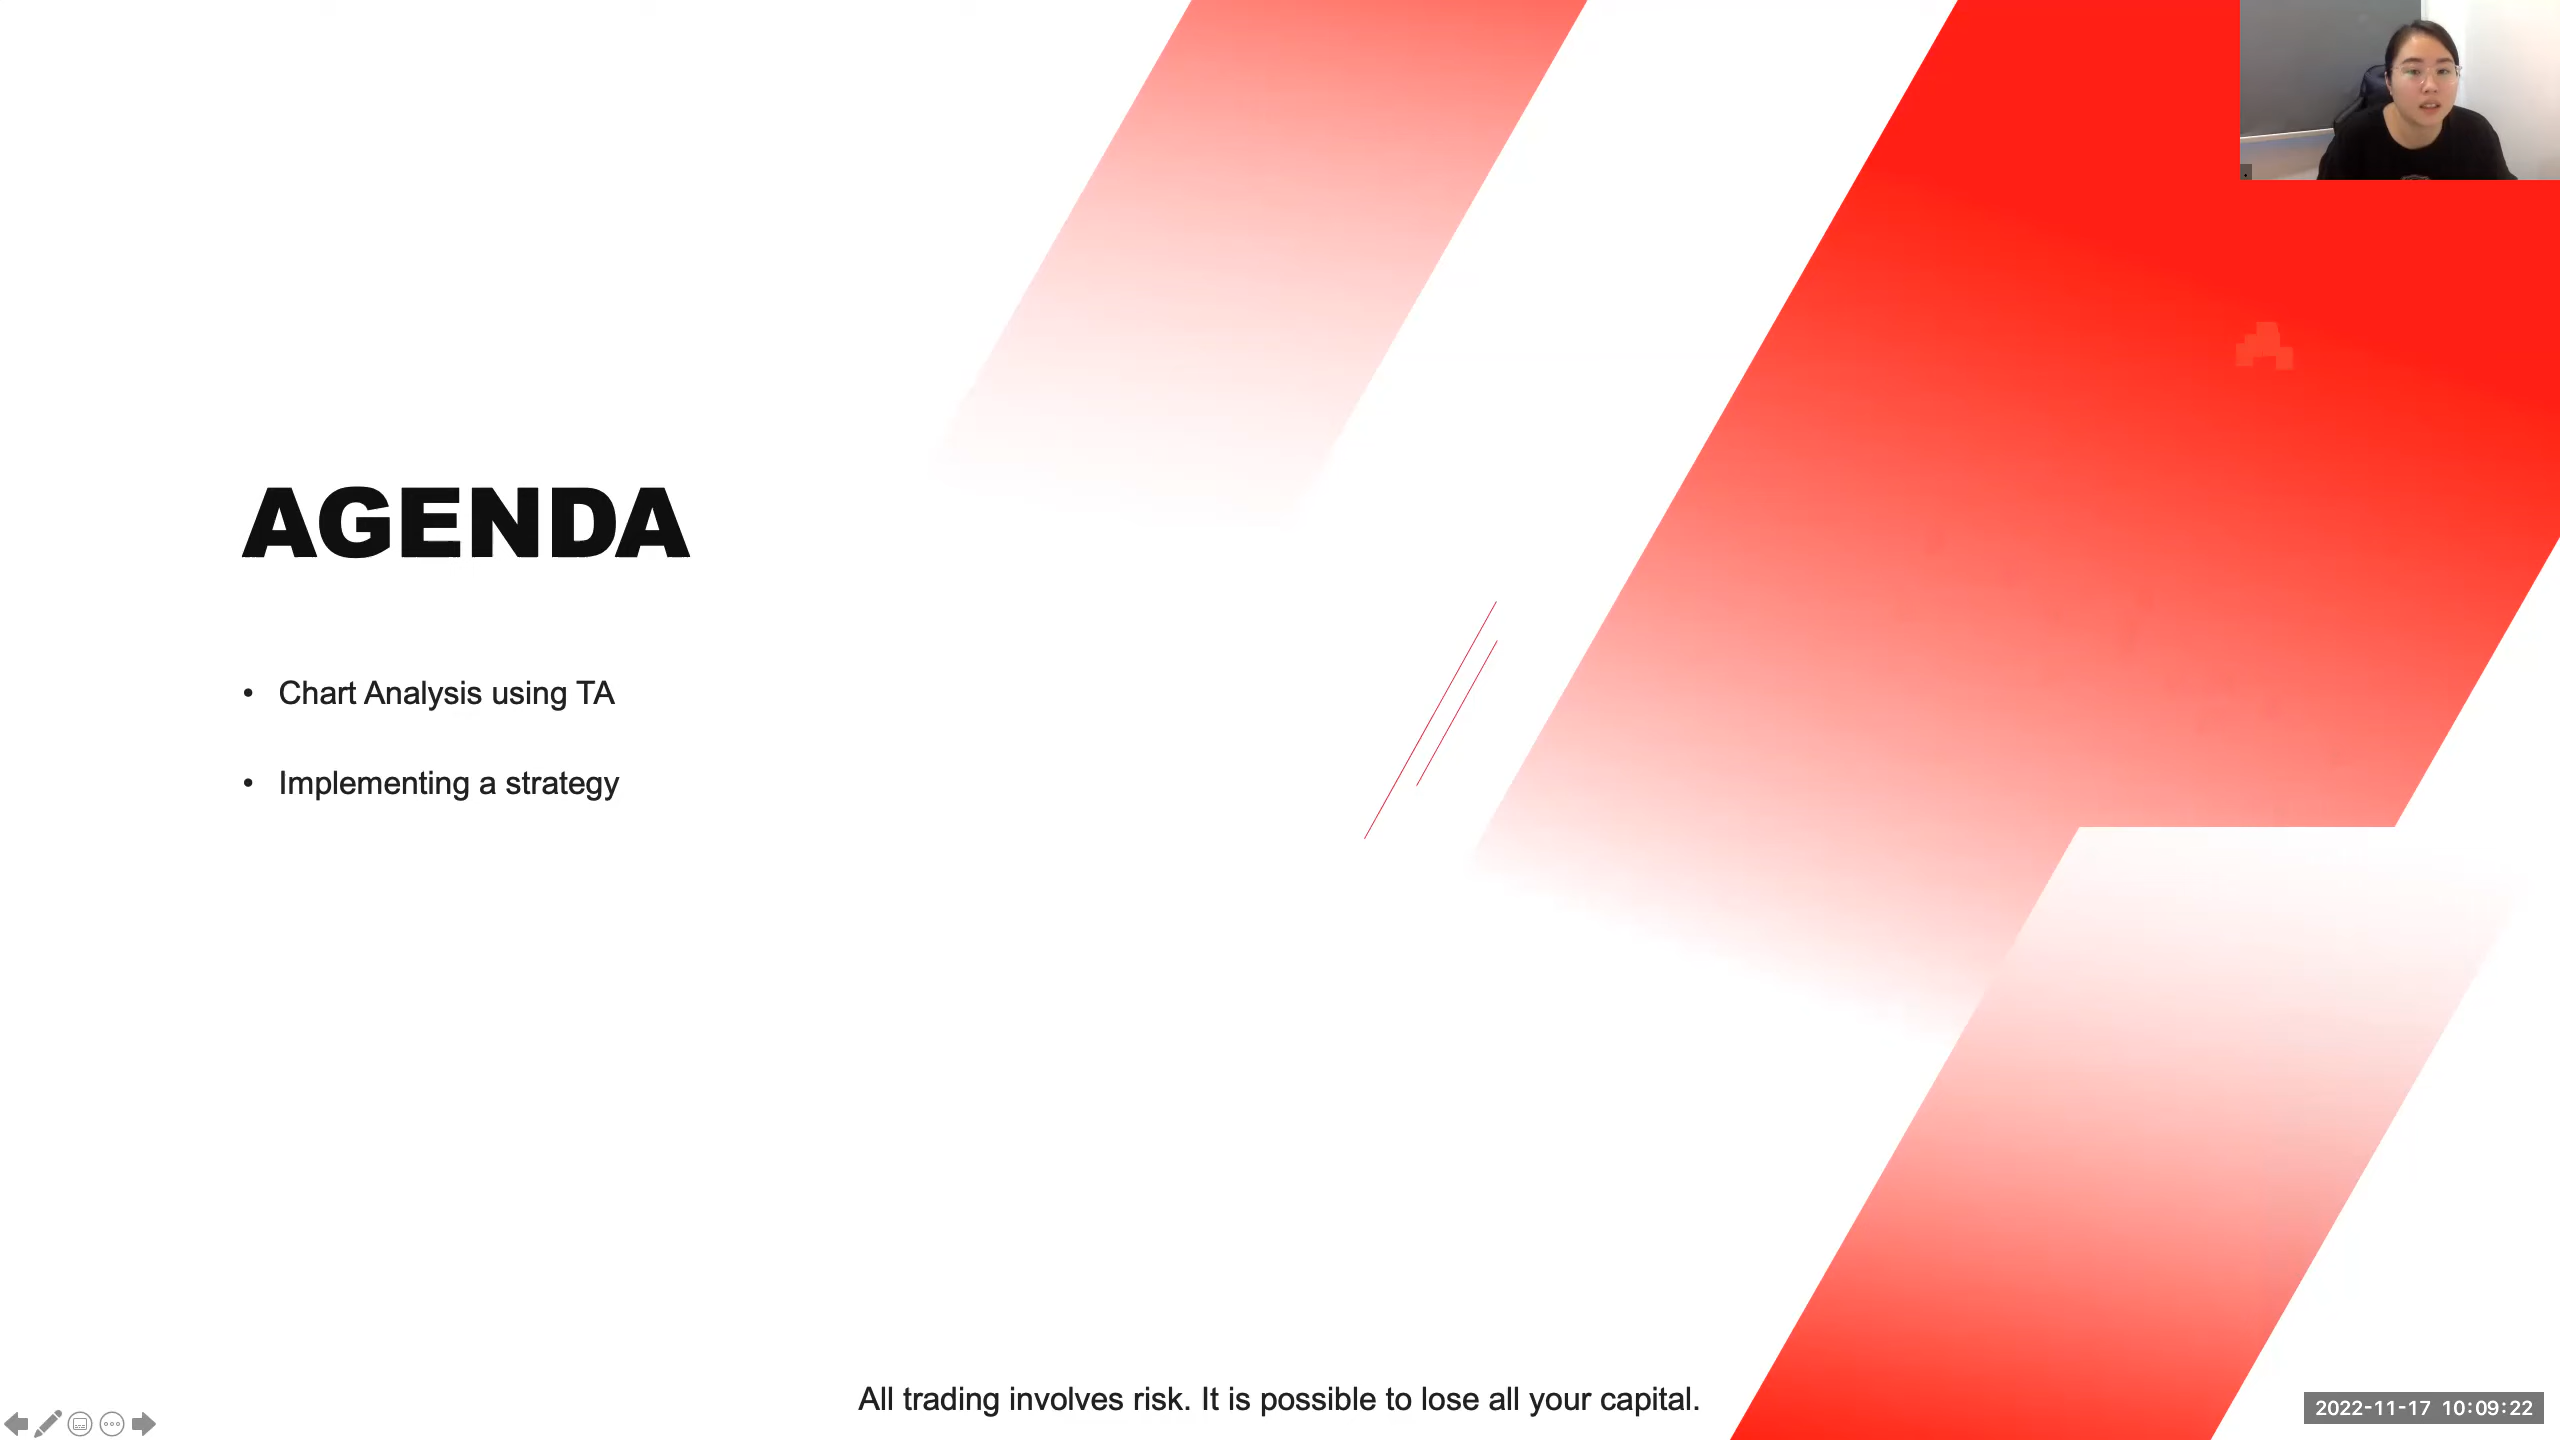 AGENDA
• Chart Analysis using TA
• Implementing a strategy
All trading involves risk. It is possible to lose all your capital.
2022-11-17 10:09:22